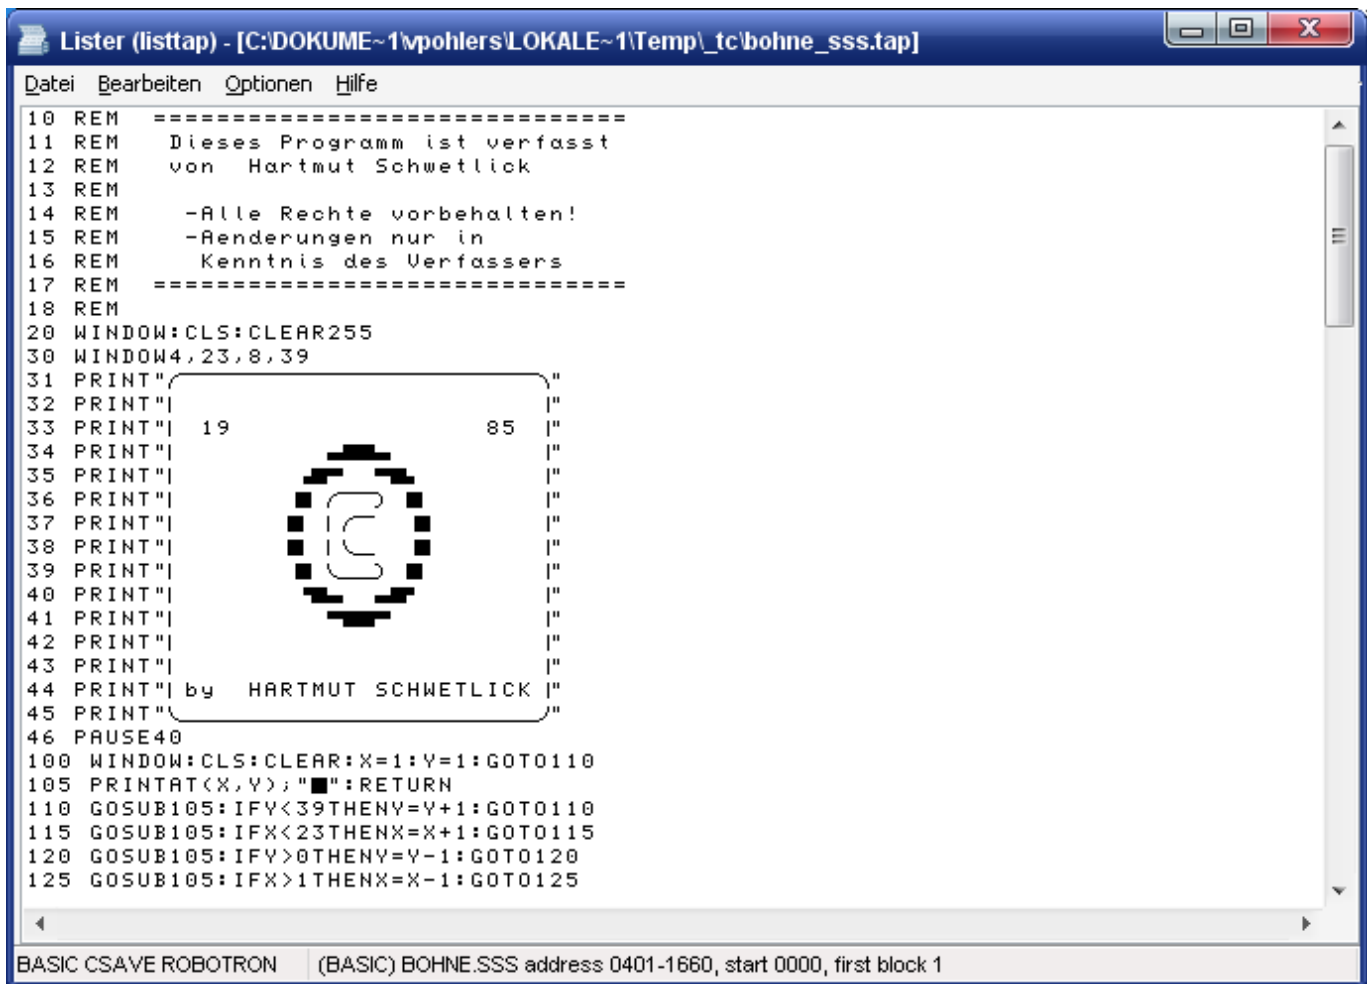 Lister (listtap) - [C:\DOKUME~1\vpohlers\LOKALE~1\Temp\_tc\bohne_sss.tap]
Datei Bearbeiten Optionen Hilfe
10 REM ==============================
11 REM Dieses Programm ist verfasst
12 REM von Hartmut Schwetlick
13 REM
14 REM -Alle Rechte vorbehalten!
15 REM -Aenderungen nur in
16 REM Kenntnis des Verfassers
17 REM ==============================
18 REM
20 WINDOW:CLS:CLEAR255
30 WINDOW4,23,8,39
31 PRINT" "
32 PRINT"| |"
33 PRINT"| 19 85 |"
34 PRINT"| |"
35 PRINT"| |"
36 PRINT"| ■ ■ |"
37 PRINT"| ■ | ■ |"
38 PRINT"| ■ | ■ |"
39 PRINT"| ■ ■ |"
40 PRINT"| |"
41 PRINT"| |"
42 PRINT"| |"
43 PRINT"| |"
44 PRINT"| by HARTMUT SCHWETLICK |"
45 PRINT" "
46 PAUSE40
100 WINDOW:CLS:CLEAR:X=1:Y=1:GOTO110
105 PRINTAT(X,Y);"■":RETURN
110 GOSUB105:IFY<39THENY=Y+1:GOTO110
115 GOSUB105:IFX<23THENX=X+1:GOTO115
120 GOSUB105:IFY>0THENY=Y-1:GOTO120
125 GOSUB105:IFX>1THENX=X-1:GOTO125
BASIC CSAVE ROBOTRON (BASIC) BOHNE.SSS address 0401-1660, start 0000, first block 1